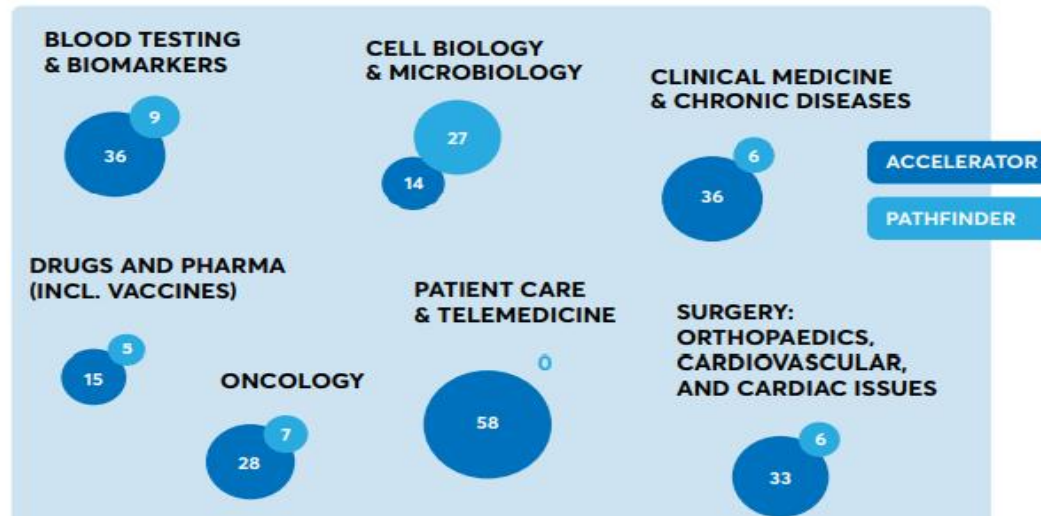 BLOOD TESTING
& BIOMARKERS
9
36
CELL BIOLOGY
& MICROBIOLOGY
27
14
CLINICAL MEDICINE
& CHRONIC DISEASES
6
36
ACCELERATOR
PATHFINDER
DRUGS AND PHARMA
(INCL. VACCINES)
5
15
ONCOLOGY
7
28
PATIENT CARE
& TELEMEDICINE
0
58
SURGERY:
ORTHOPAEDICS,
CARDIOVASCULAR,
AND CARDIAC ISSUES
6
33